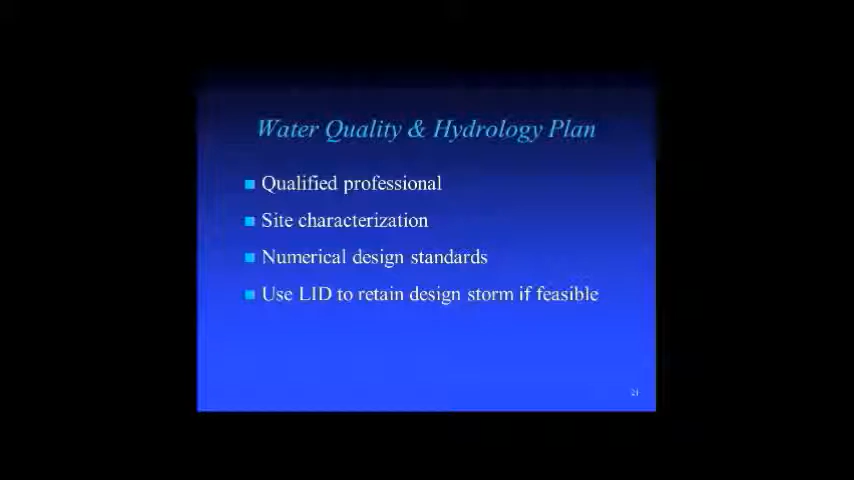 Water Quality & Hydrology Plan
Qualified professional
Site characterization
Numerical design standards
Use LID to retain design storm if feasible
21